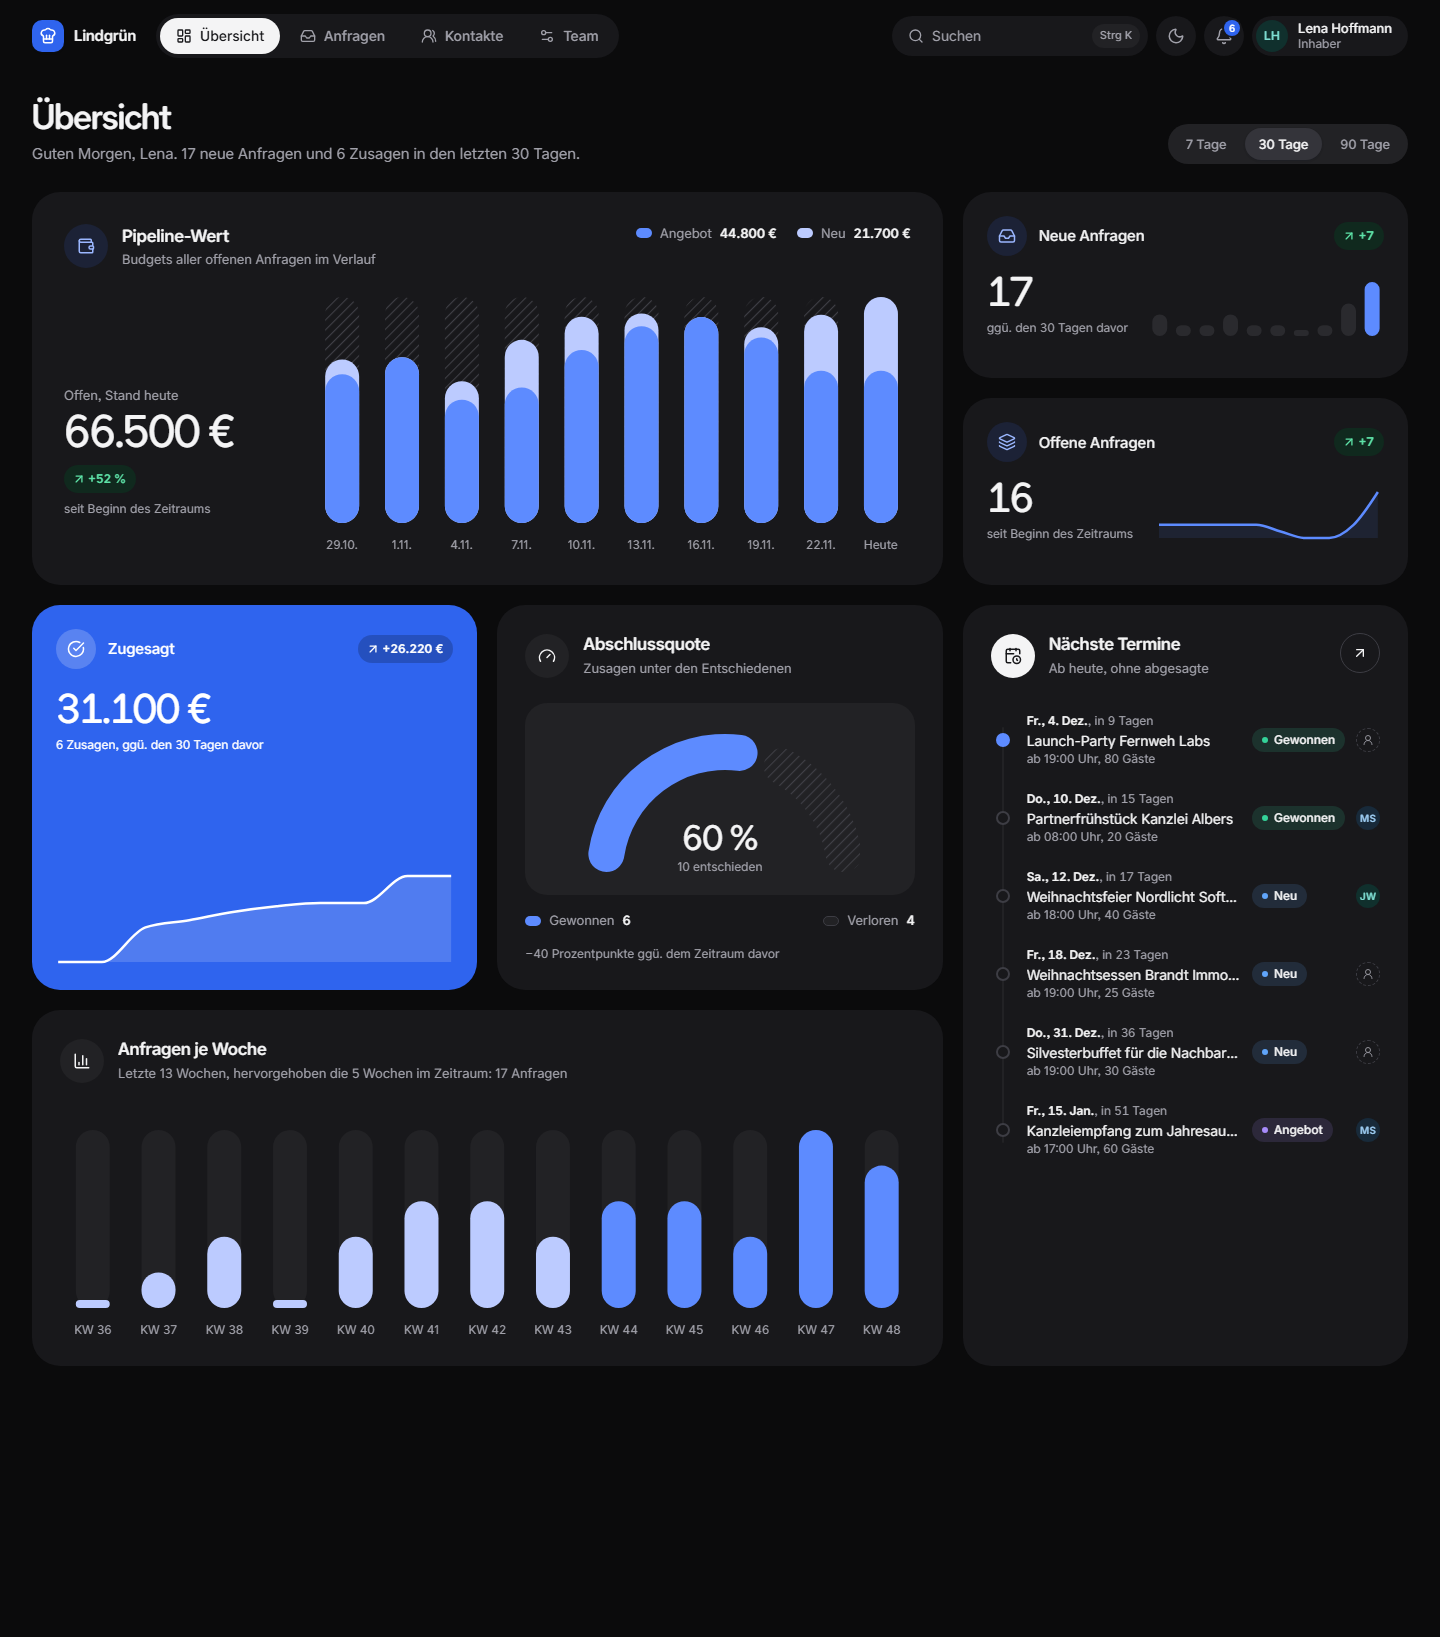 Lindgrün
Übersicht
Anfragen
Kontakte
Team
Suchen
Strg K
6
LH
Lena Hoffmann
Inhaber
Übersicht
Guten Morgen, Lena. 17 neue Anfragen und 6 Zusagen in den letzten 30 Tagen.
7 Tage
30 Tage
90 Tage
Pipeline-Wert
Budgets aller offenen Anfragen im Verlauf
Angebot 44.800 €
Neu 21.700 €
Offen, Stand heute
66.500 €
+52 %
seit Beginn des Zeitraums
29.10.
1.11.
4.11.
7.11.
10.11.
13.11.
16.11.
19.11.
22.11.
Heute
Neue Anfragen
+7
17
ggü. den 30 Tagen davor
Offene Anfragen
+7
16
seit Beginn des Zeitraums
Zugesagt
+26.220 €
31.100 €
6 Zusagen, ggü. den 30 Tagen davor
Abschlussquote
Zusagen unter den Entschiedenen
60 %
10 entschieden
Gewonnen 6
Verloren 4
−40 Prozentpunkte ggü. dem Zeitraum davor
Nächste Termine
Ab heute, ohne abgesagte
Fr., 4. Dez., in 9 Tagen
Launch-Party Fernweh Labs
ab 19:00 Uhr, 80 Gäste
Gewonnen
Do., 10. Dez., in 15 Tagen
Partnerfrühstück Kanzlei Albers
ab 08:00 Uhr, 20 Gäste
Gewonnen
MS
Sa., 12. Dez., in 17 Tagen
Weihnachtsfeier Nordlicht Soft...
ab 18:00 Uhr, 40 Gäste
Neu
JW
Fr., 18. Dez., in 23 Tagen
Weihnachtsessen Brandt Immo...
ab 19:00 Uhr, 25 Gäste
Neu
Do., 31. Dez., in 36 Tagen
Silvesterbuffet für die Nachbar...
ab 19:00 Uhr, 30 Gäste
Neu
Fr., 15. Jan., in 51 Tagen
Kanzleiempfang zum Jahresau...
ab 17:00 Uhr, 60 Gäste
Angebot
MS
Anfragen je Woche
Letzte 13 Wochen, hervorgehoben die 5 Wochen im Zeitraum: 17 Anfragen
KW 36
KW 37
KW 38
KW 39
KW 40
KW 41
KW 42
KW 43
KW 44
KW 45
KW 46
KW 47
KW 48